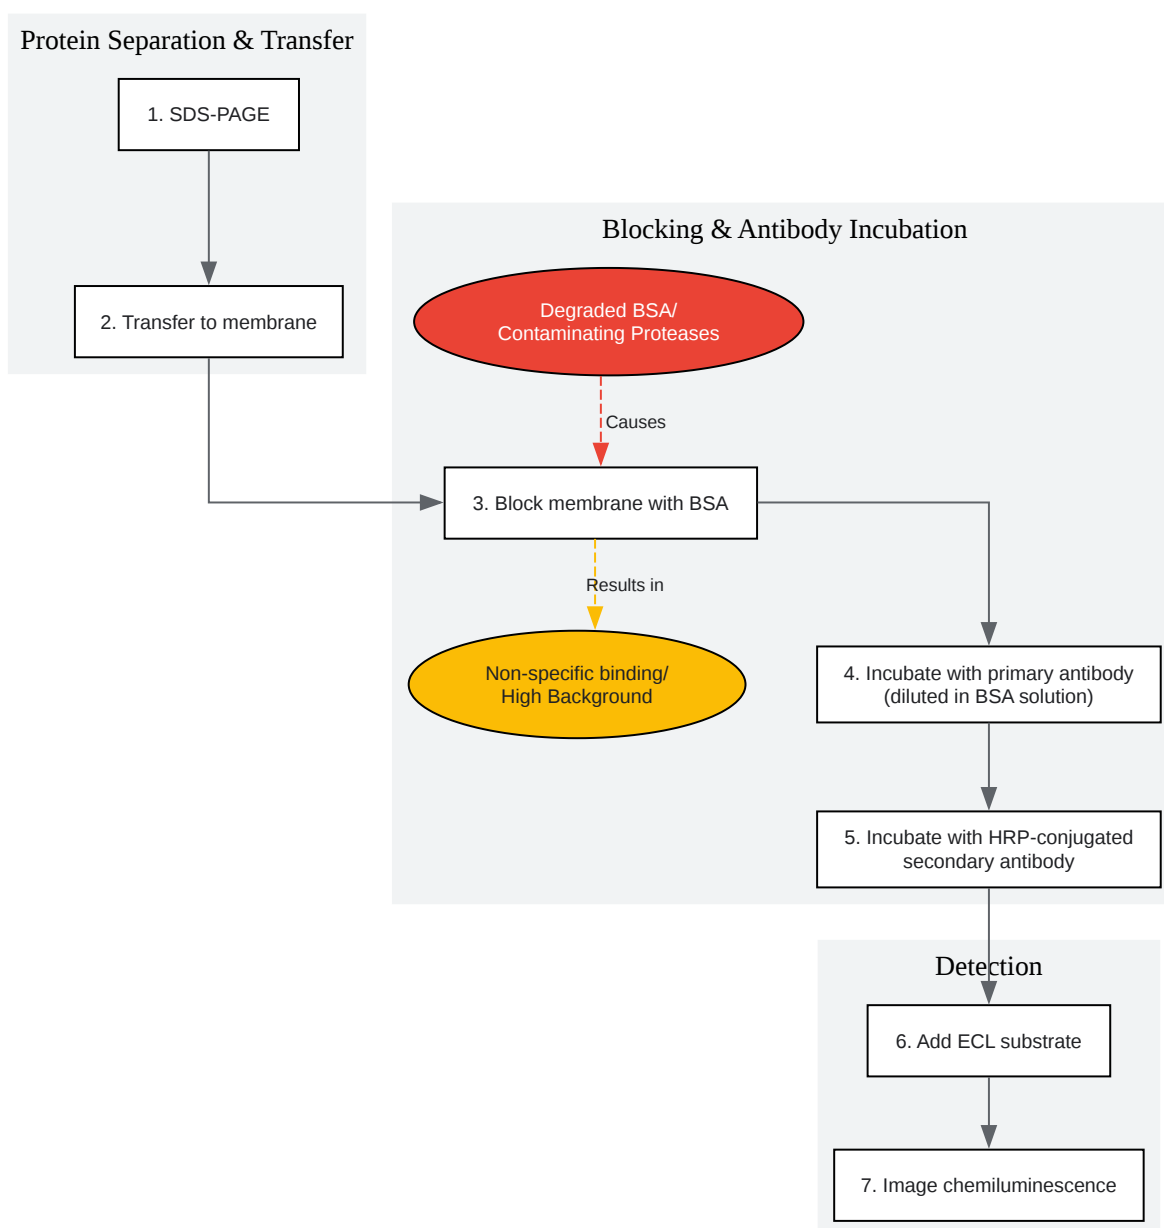 Protein Separation & Transfer
1. SDS-PAGE
2. Transfer to membrane
Blocking & Antibody Incubation
Degraded BSA/
Contaminating Proteases
Causes
3. Block membrane with BSA
Results in
Non-specific binding/
High Background
4. Incubate with primary antibody
(diluted in BSA solution)
5. Incubate with HRP-conjugated
secondary antibody
Detection
6. Add ECL substrate
7. Image chemiluminescence